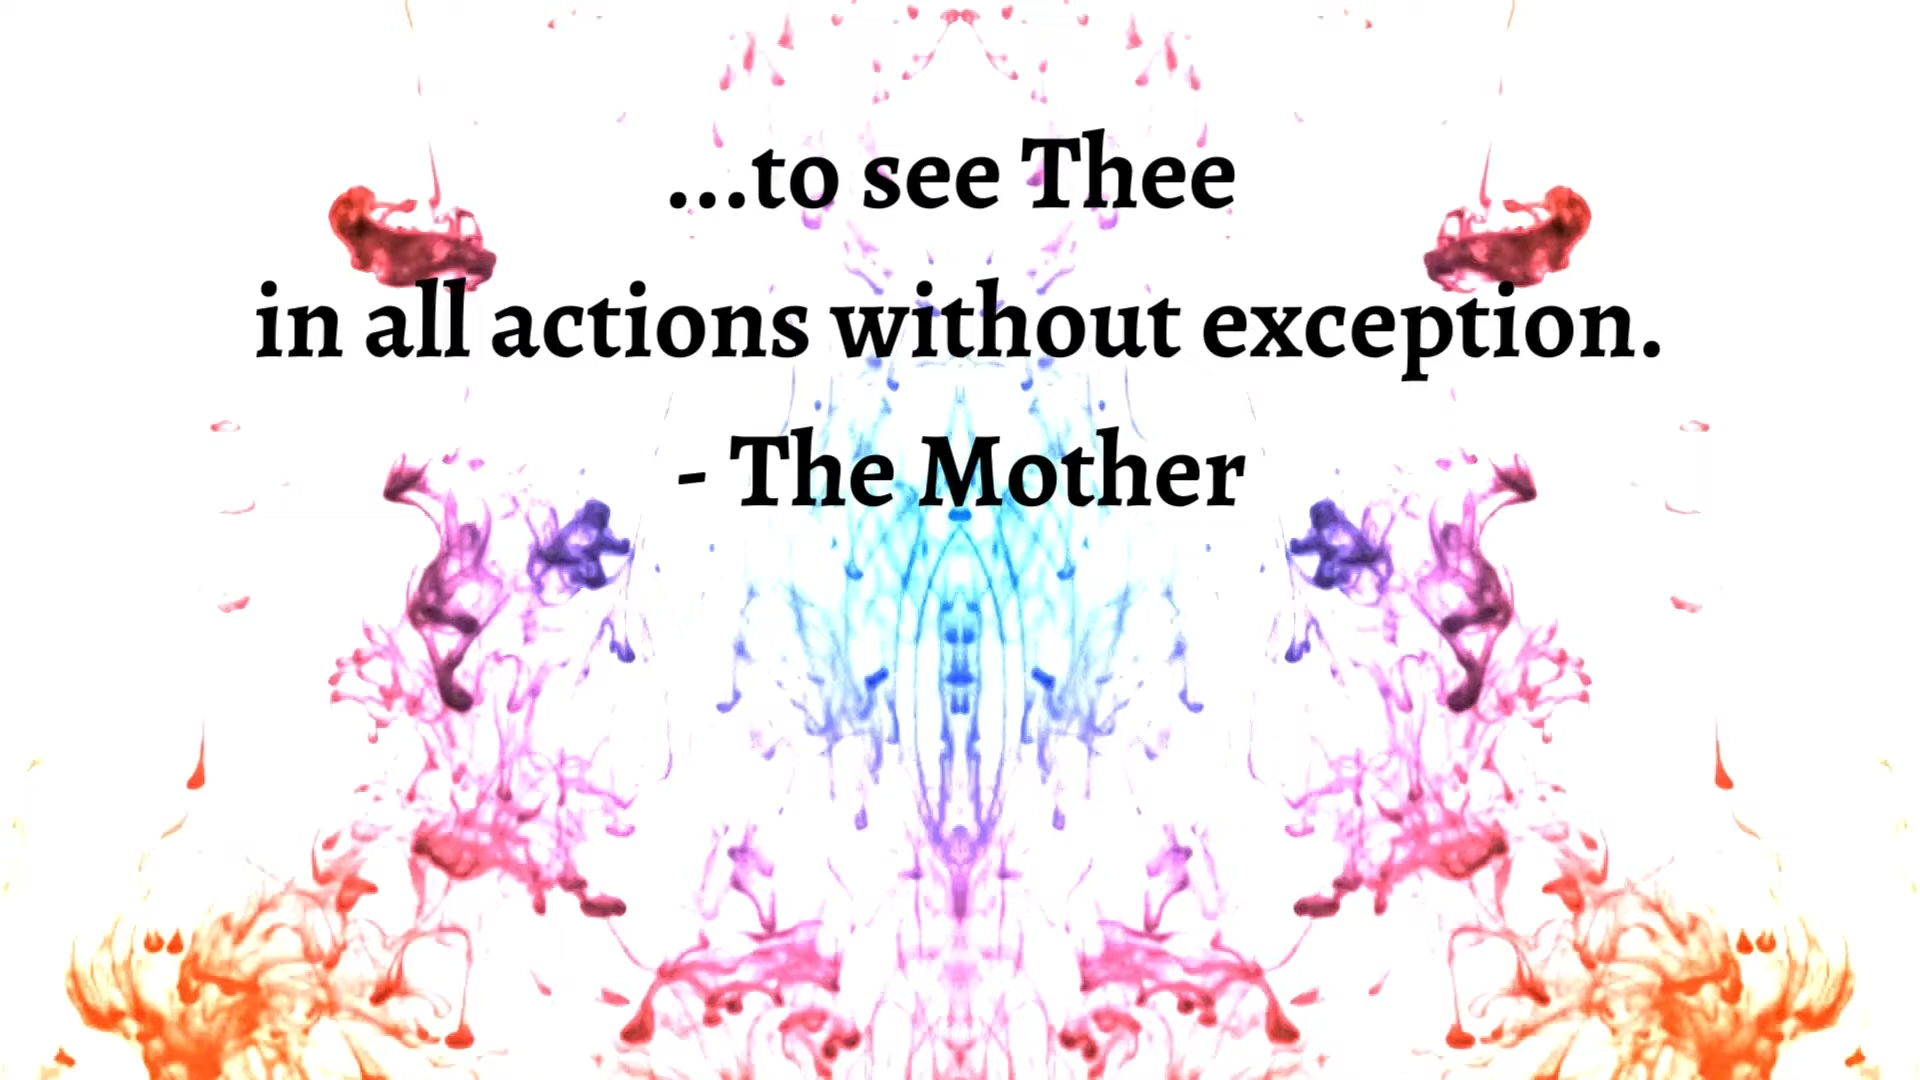 ...to see Thee
in all actions without exception.
- The Mother